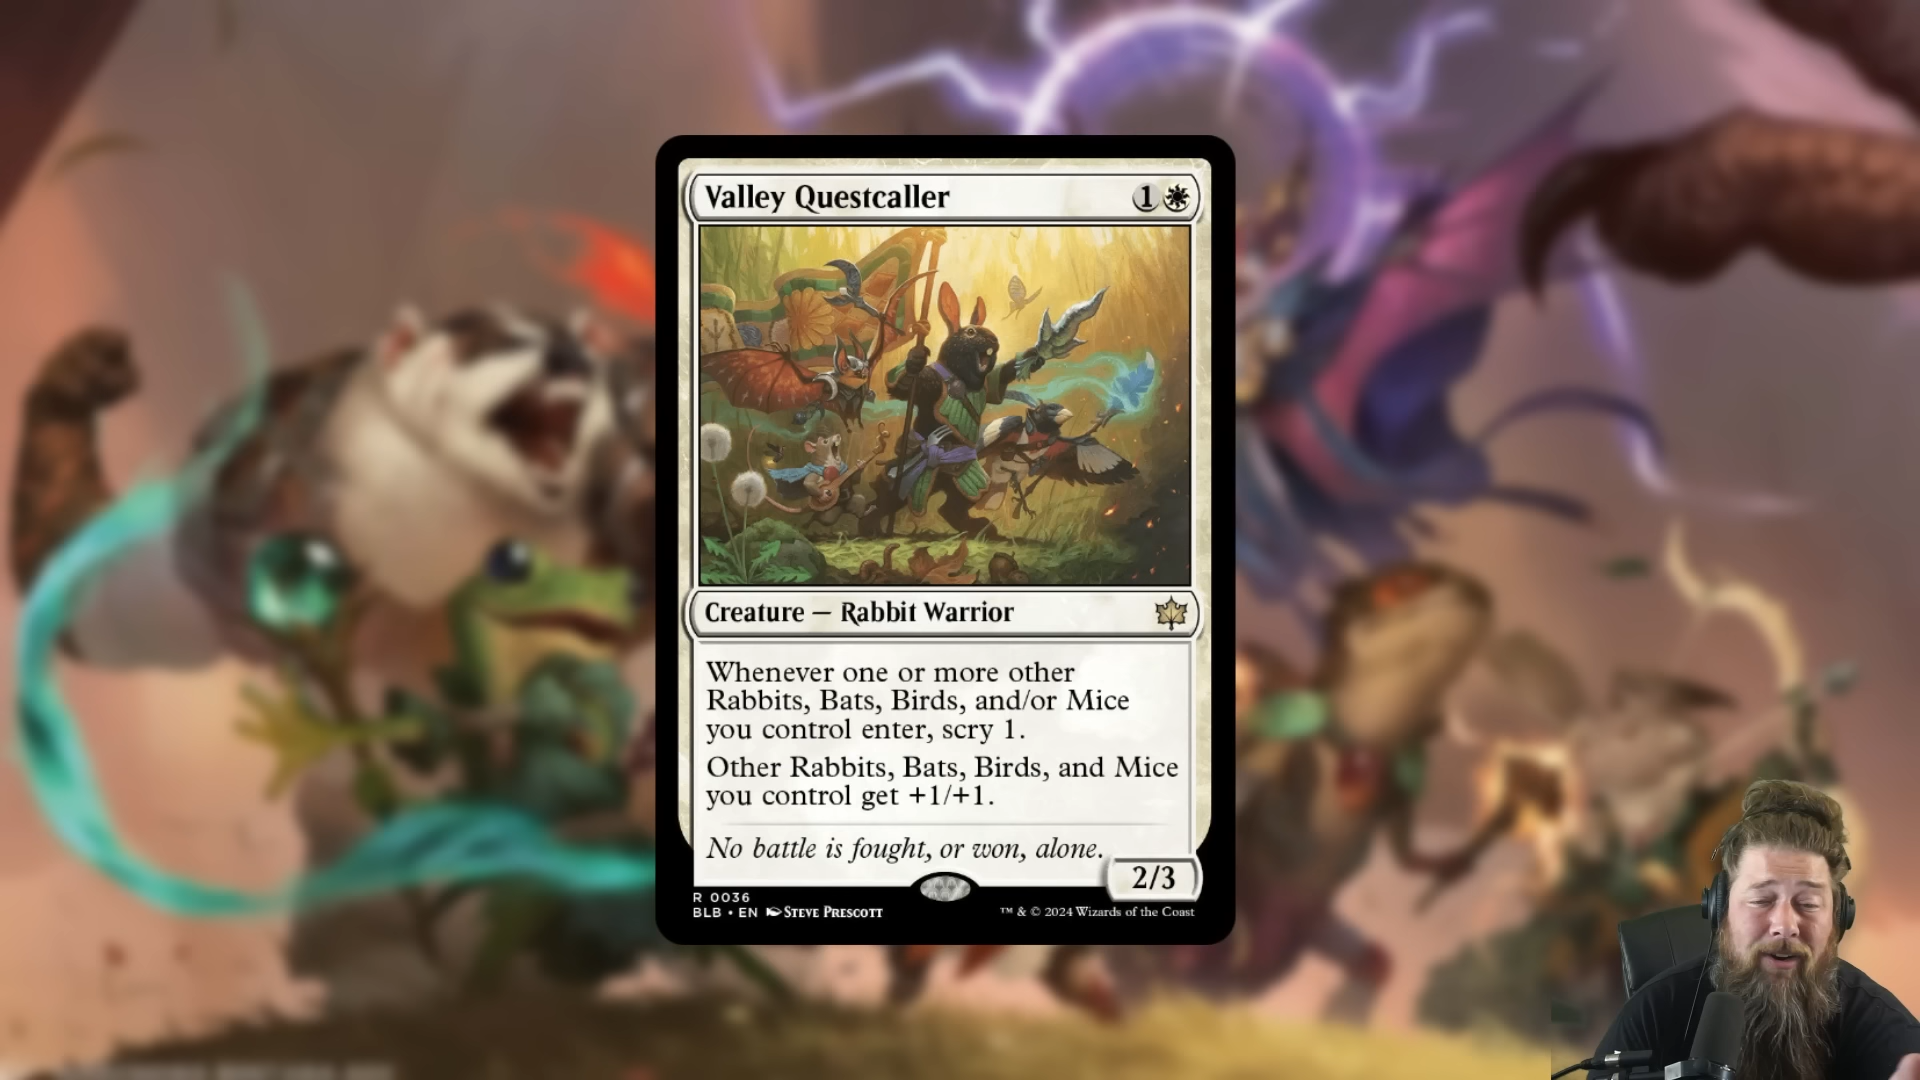 Valley Questcaller 1
Creature — Rabbit Warrior
Whenever one or more other
Rabbits, Bats, Birds, and/or Mice
you control enter, scry 1.
Other Rabbits, Bats, Birds, and Mice
you control get +1/+1.
No battle is fought, or won, alone.
2/3
R 0036
BLB • EN STEVE PRESCOTT
™ & © 2024 Wizards of the Coast